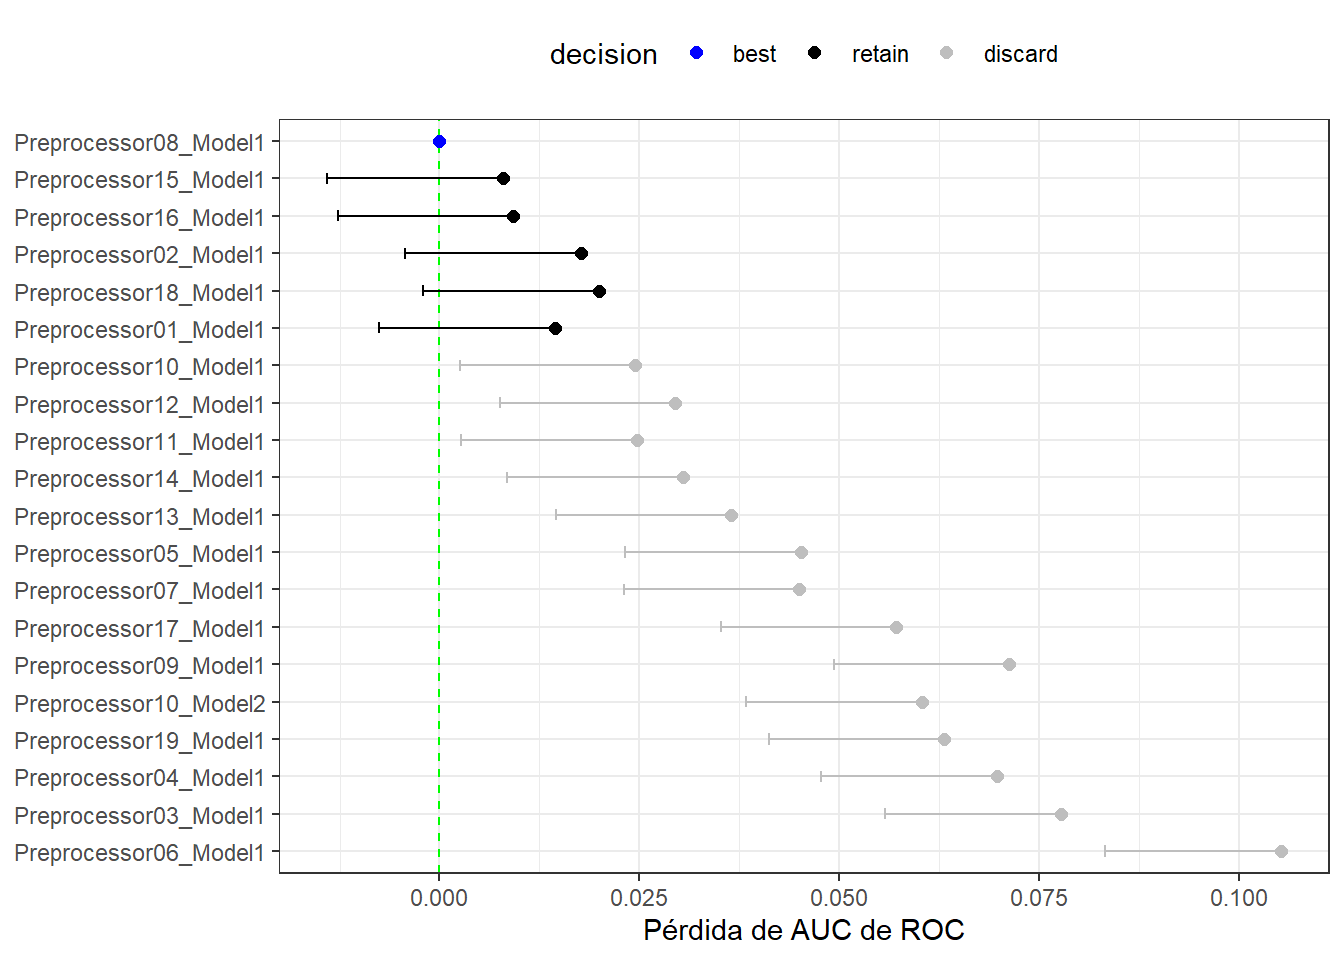 decision best retain discard
Preprocessor08_Model1
Preprocessor15_Model1
Preprocessor16_Model1
Preprocessor02_Model1
Preprocessor18_Model1
Preprocessor01_Model1
Preprocessor10_Model1
Preprocessor12_Model1
Preprocessor11_Model1
Preprocessor14_Model1
Preprocessor13_Model1
Preprocessor05_Model1
Preprocessor07_Model1
Preprocessor17_Model1
Preprocessor09_Model1
Preprocessor10_Model2
Preprocessor19_Model1
Preprocessor04_Model1
Preprocessor03_Model1
Preprocessor06_Model1
0.000 0.025 0.050 0.075 0.100
Pérdida de AUC de ROC